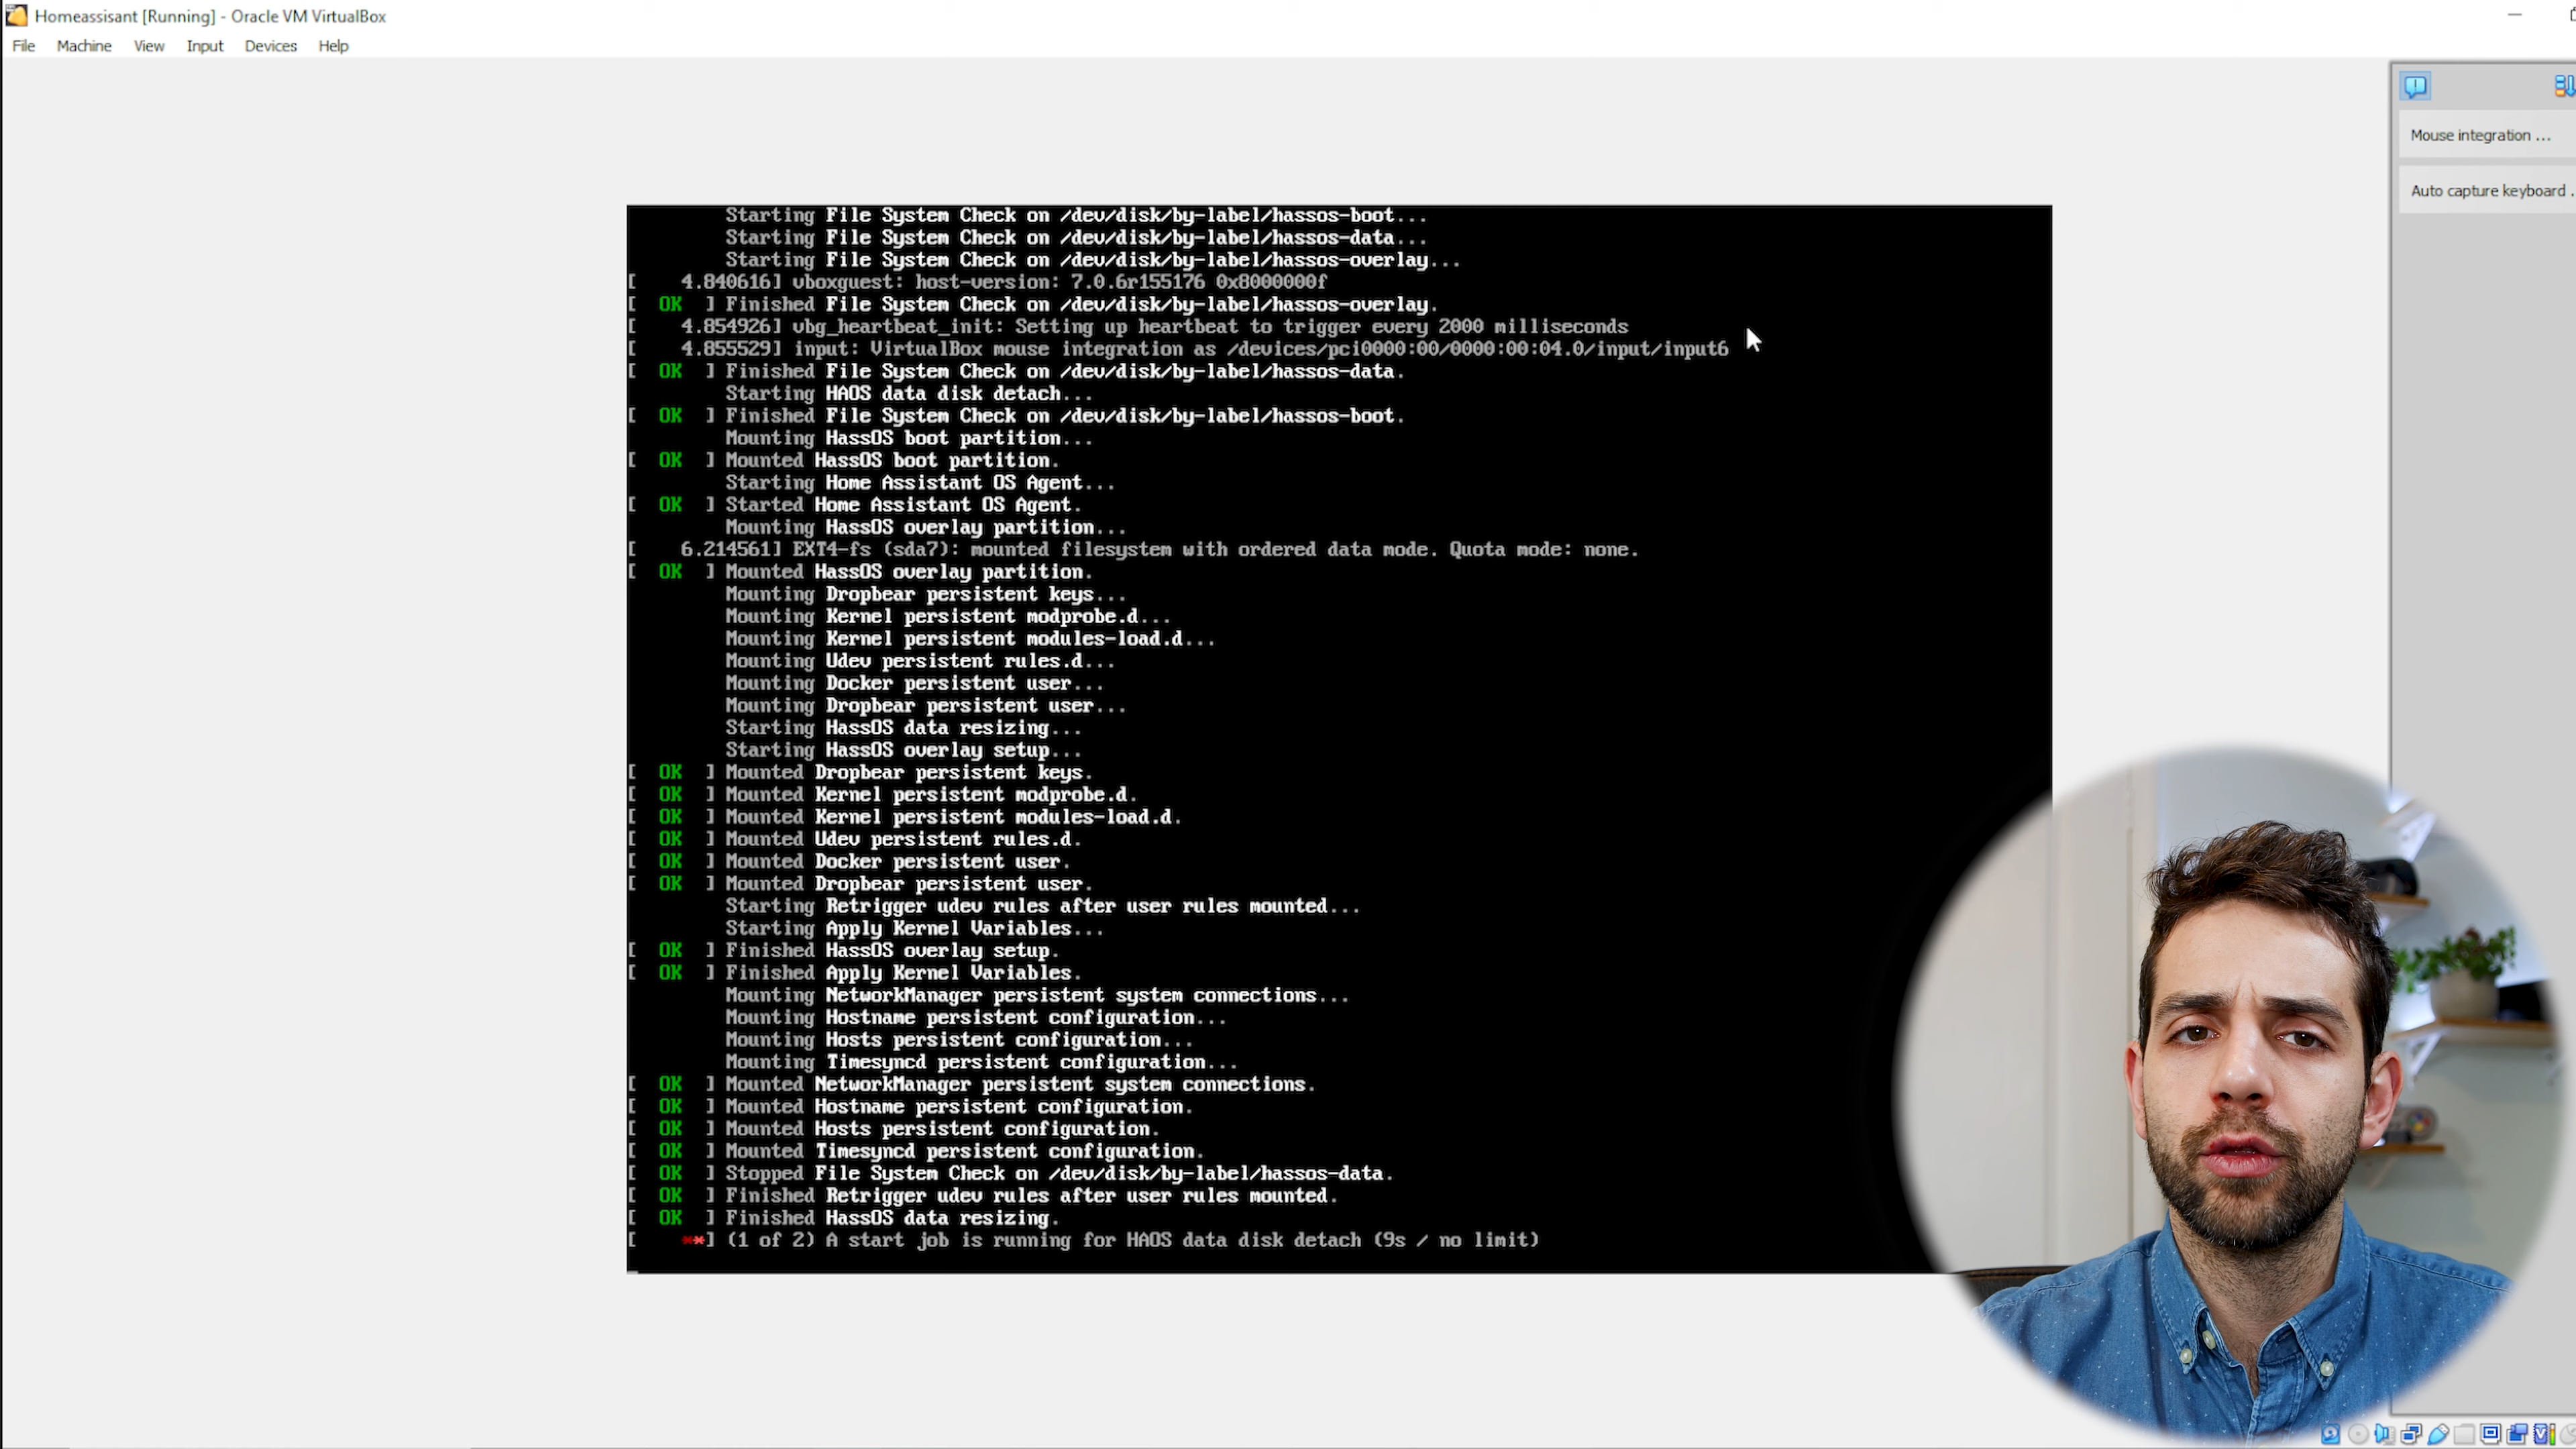 Homeassisant [Running] - Oracle VM VirtualBox
File Machine View Input Devices Help
Mouse integration ...
Auto capture keyboard .
Starting File System Check on /dev/disk/by-label/hassos-boot...
Starting File System Check on /dev/disk/by-label/hassos-data...
Starting File System Check on /dev/disk/by-label/hassos-overlay...
[    4.840616] vboxguest: host-version: 7.0.6r155176 0x8000000f
[  OK  ] Finished File System Check on /dev/disk/by-label/hassos-overlay.
[    4.854926] vbg_heartbeat_init: Setting up heartbeat to trigger every 2000 milliseconds
[    4.855529] input: VirtualBox mouse integration as /devices/pci0000:00/0000:00:04.0/input/input6
[  OK  ] Finished File System Check on /dev/disk/by-label/hassos-data.
Starting HAOS data disk detach...
[  OK  ] Finished File System Check on /dev/disk/by-label/hassos-boot.
Mounting HassOS boot partition...
[  OK  ] Mounted HassOS boot partition.
Starting Home Assistant OS Agent...
[  OK  ] Started Home Assistant OS Agent.
Mounting HassOS overlay partition...
[    6.214561] EXT4-fs (sda7): mounted filesystem with ordered data mode. Quota mode: none.
[  OK  ] Mounted HassOS overlay partition.
Mounting Dropbear persistent keys...
Mounting Kernel persistent modprobe.d...
Mounting Kernel persistent modules-load.d...
Mounting Udev persistent rules.d...
Mounting Docker persistent user...
Mounting Dropbear persistent user...
Starting HassOS data resizing...
Starting HassOS overlay setup...
[  OK  ] Mounted Dropbear persistent keys.
[  OK  ] Mounted Kernel persistent modprobe.d.
[  OK  ] Mounted Kernel persistent modules-load.d.
[  OK  ] Mounted Udev persistent rules.d.
[  OK  ] Mounted Docker persistent user.
[  OK  ] Mounted Dropbear persistent user.
Starting Retrigger udev rules after user rules mounted...
Starting Apply Kernel Variables...
[  OK  ] Finished HassOS overlay setup.
[  OK  ] Finished Apply Kernel Variables.
Mounting NetworkManager persistent system connections...
Mounting Hostname persistent configuration...
Mounting Hosts persistent configuration...
Mounting Timesyncd persistent configuration...
[  OK  ] Mounted NetworkManager persistent system connections.
[  OK  ] Mounted Hostname persistent configuration.
[  OK  ] Mounted Hosts persistent configuration.
[  OK  ] Mounted Timesyncd persistent configuration.
[  OK  ] Stopped File System Check on /dev/disk/by-label/hassos-data.
[  OK  ] Finished Retrigger udev rules after user rules mounted.
[  OK  ] Finished HassOS data resizing.
[    **] (1 of 2) A start job is running for HAOS data disk detach (9s / no limit)